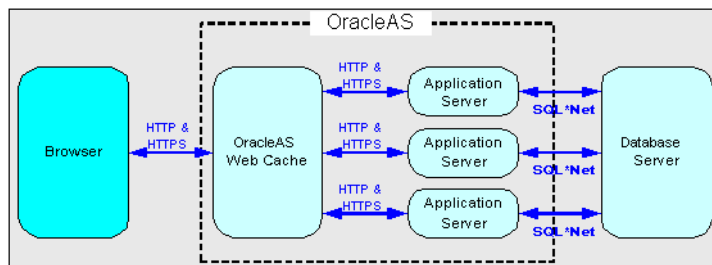 OracleAS
Browser
HTTP &
HTTPS
OracleAS
Web Cache
HTTP &
HTTPS
Application
Server
SQL*Net
HTTP &
HTTPS
Application
Server
SQL*Net
HTTP &
HTTPS
Application
Server
SQL*Net
Database
Server